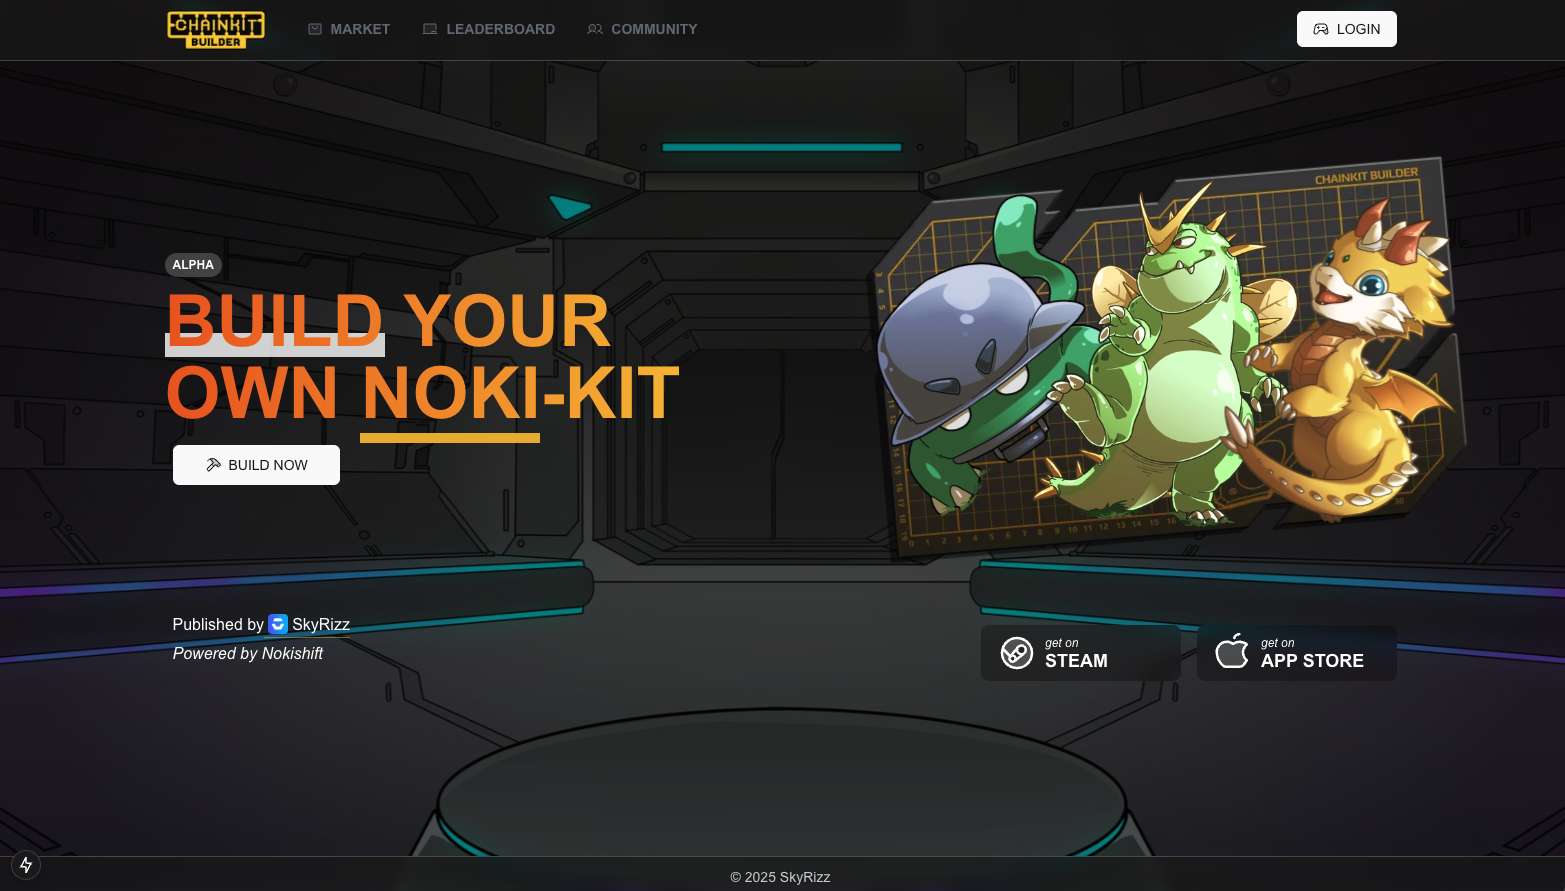 CHAINKIT
BUILDER
MARKET
LEADERBOARD
COMMUNITY
LOGIN
CHAINKIT BUILDER
ALPHA
BUILD YOUR
OWN NOKI-KIT
BUILD NOW
Published by SkyRizz
Powered by Nokishift
get on
STEAM
get on
APP STORE
© 2025 SkyRizz